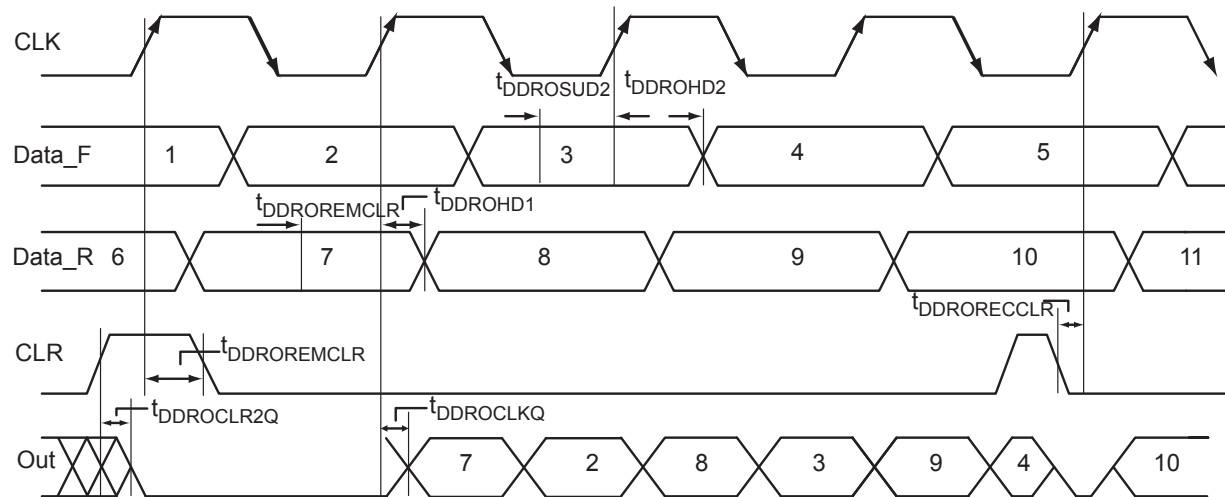 CLK
tDDROSUD2
tDDROHD2
Data_F
1
2
3
4
5
tDDROREMCLR
tDDROHD1
Data_R
6
7
8
9
10
11
tDDRORECCLR
CLR
tDDROREMCLR
tDDROCLR2Q
tDDROCLKQ
Out
7
2
8
3
9
4
10